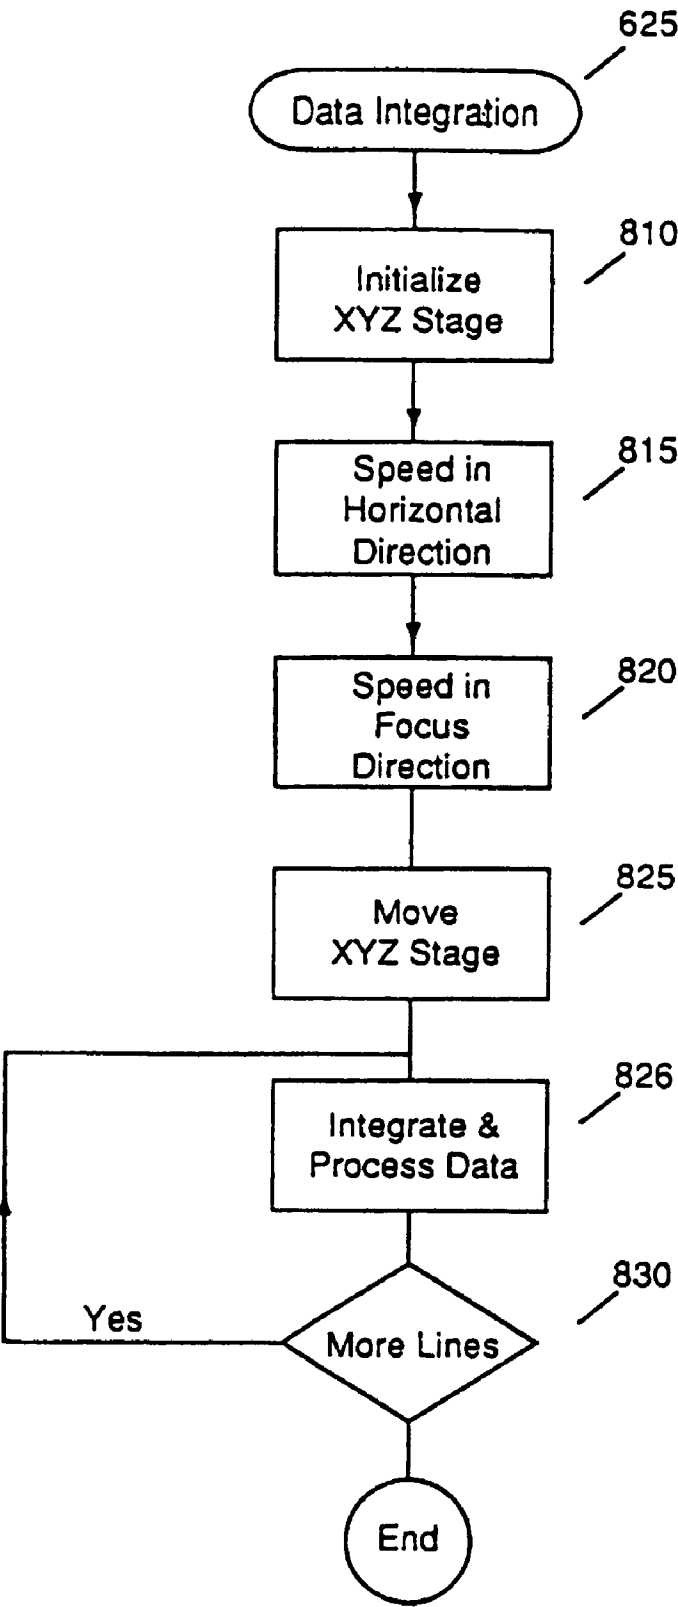 625
Data Integration
810
Initialize
XYZ Stage
815
Speed in
Horizontal
Direction
820
Speed in
Focus
Direction
825
Move
XYZ Stage
826
Integrate &
Process Data
830
Yes
More Lines
End